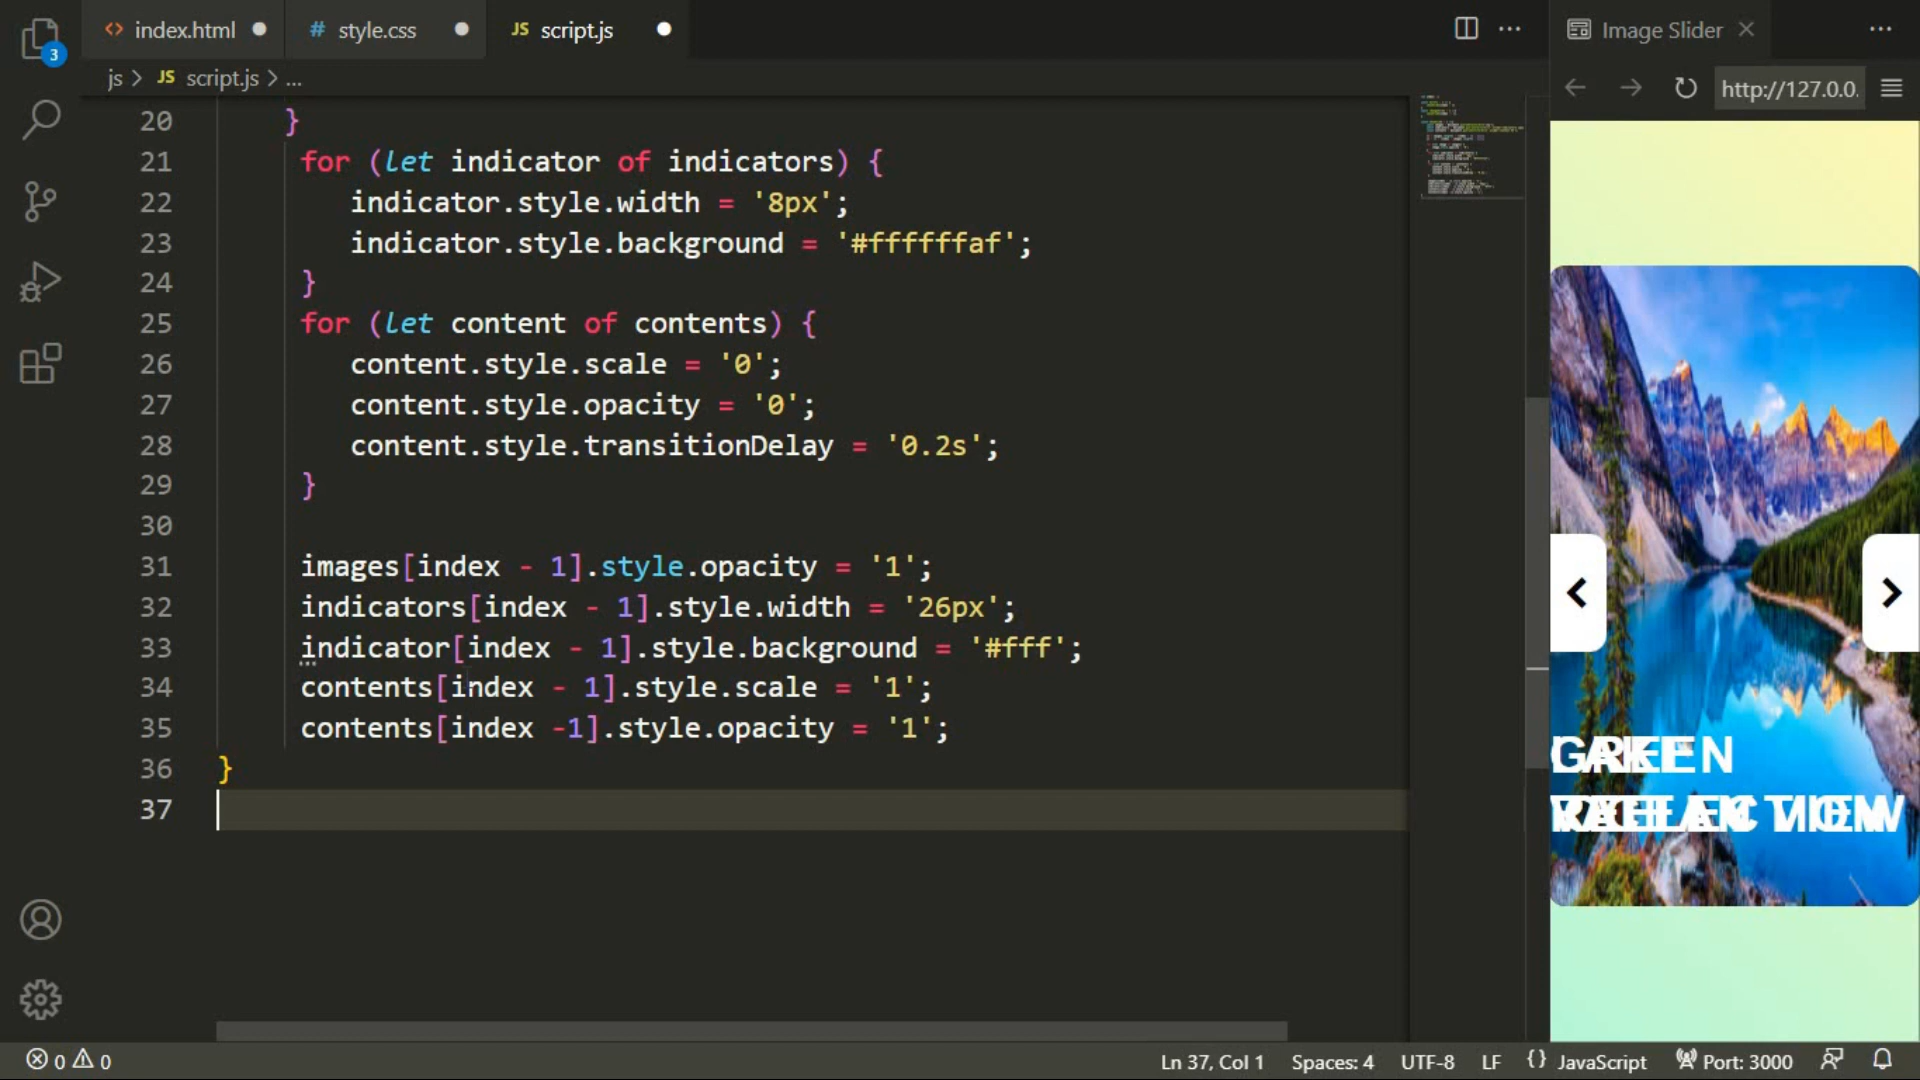 index.html
style.css
JS script.js
Image Slider
3
js > JS script.js > ...
http://127.0.0.
20 }
21 for (let indicator of indicators) {
22 indicator.style.width = '8px';
23 indicator.style.background = '#ffffffaf';
24 }
25 for (let content of contents) {
26 content.style.scale = '0';
27 content.style.opacity = '0';
28 content.style.transitionDelay = '0.2s';
29 }
30
31 images[index - 1].style.opacity = '1';
32 indicators[index - 1].style.width = '26px';
33 indicator[index - 1].style.background = '#fff';
34 contents[index - 1].style.scale = '1';
35 contents[index -1].style.opacity = '1';
36 }
37
0 0
Ln 37, Col 1 Spaces: 4 UTF-8 LF {} JavaScript Port: 3000